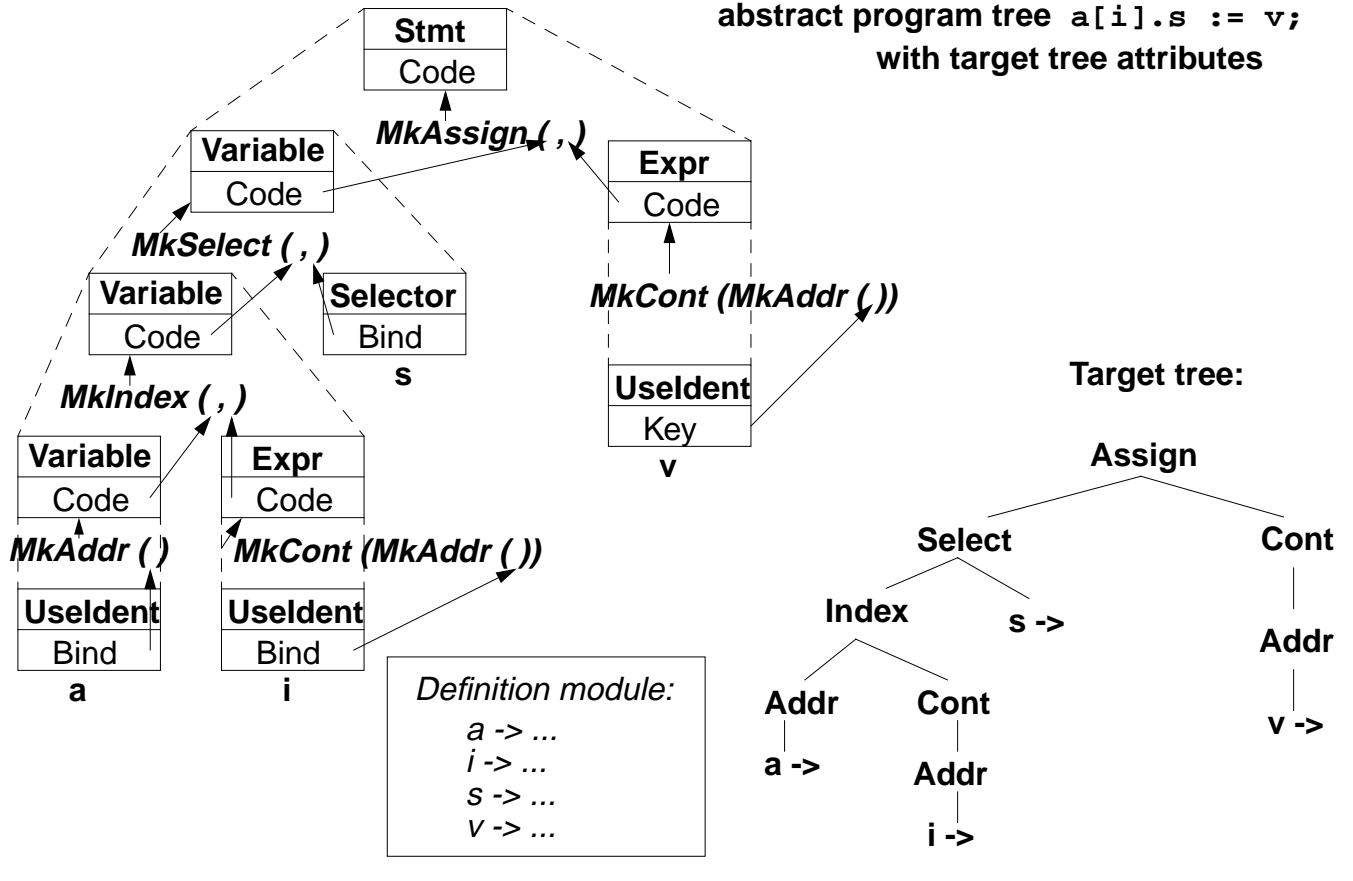 abstract program tree a[i].s := v;
with target tree attributes
Stmt
Code
MkAssign ( , )
Variable
Code
Expr
Code
MkSelect ( , )
Variable
Code
Selector
Bind
s
MkCont (MkAddr ( ))
MkIndex ( , )
UseIdent
Key
v
Variable
Code
Expr
Code
MkAddr ( )
MkCont (MkAddr ( ))
UseIdent
Bind
a
UseIdent
Bind
i
Definition module:
a -> ...
i -> ...
s -> ...
v -> ...
Target tree:
Assign
Select
Cont
Index
s ->
Addr
Addr
Cont
v ->
a ->
Addr
i ->